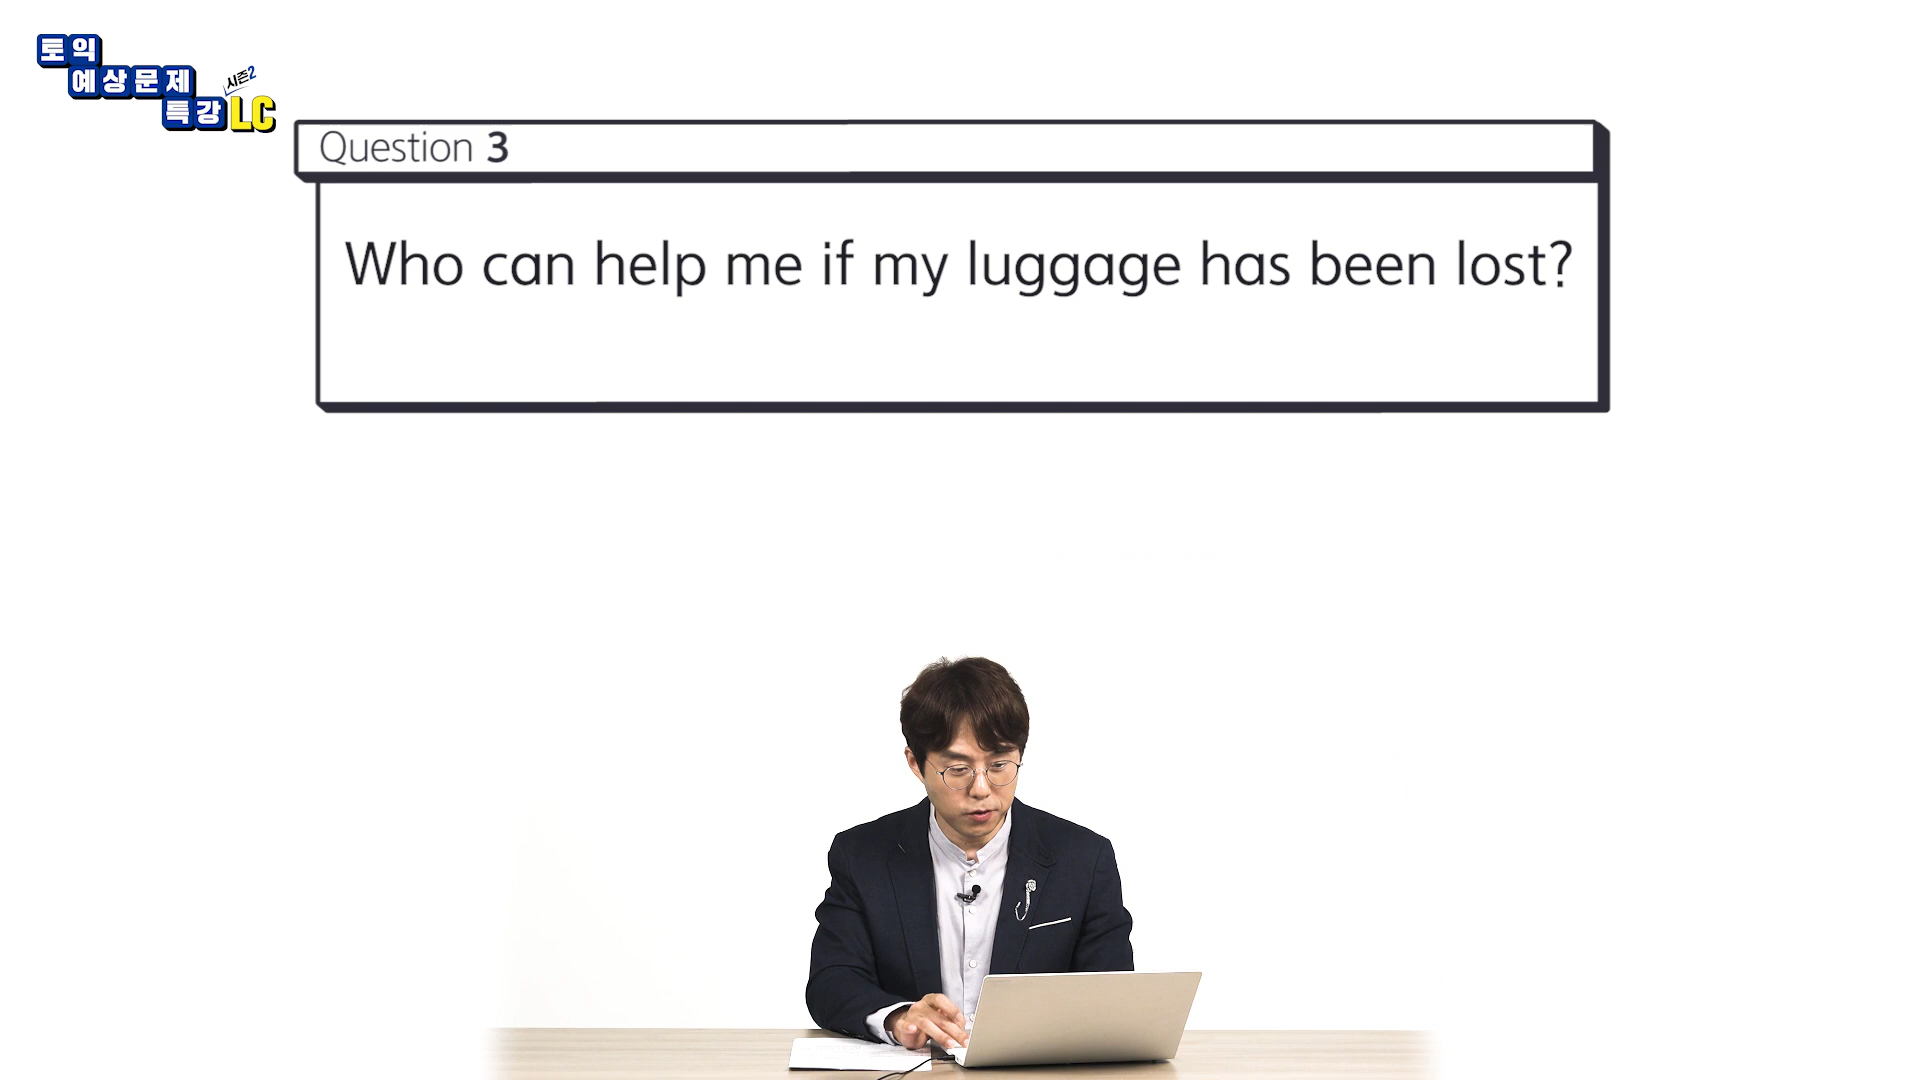 토익
예상문제
시즌2
특강 LC
Question 3
Who can help me if my luggage has been lost?